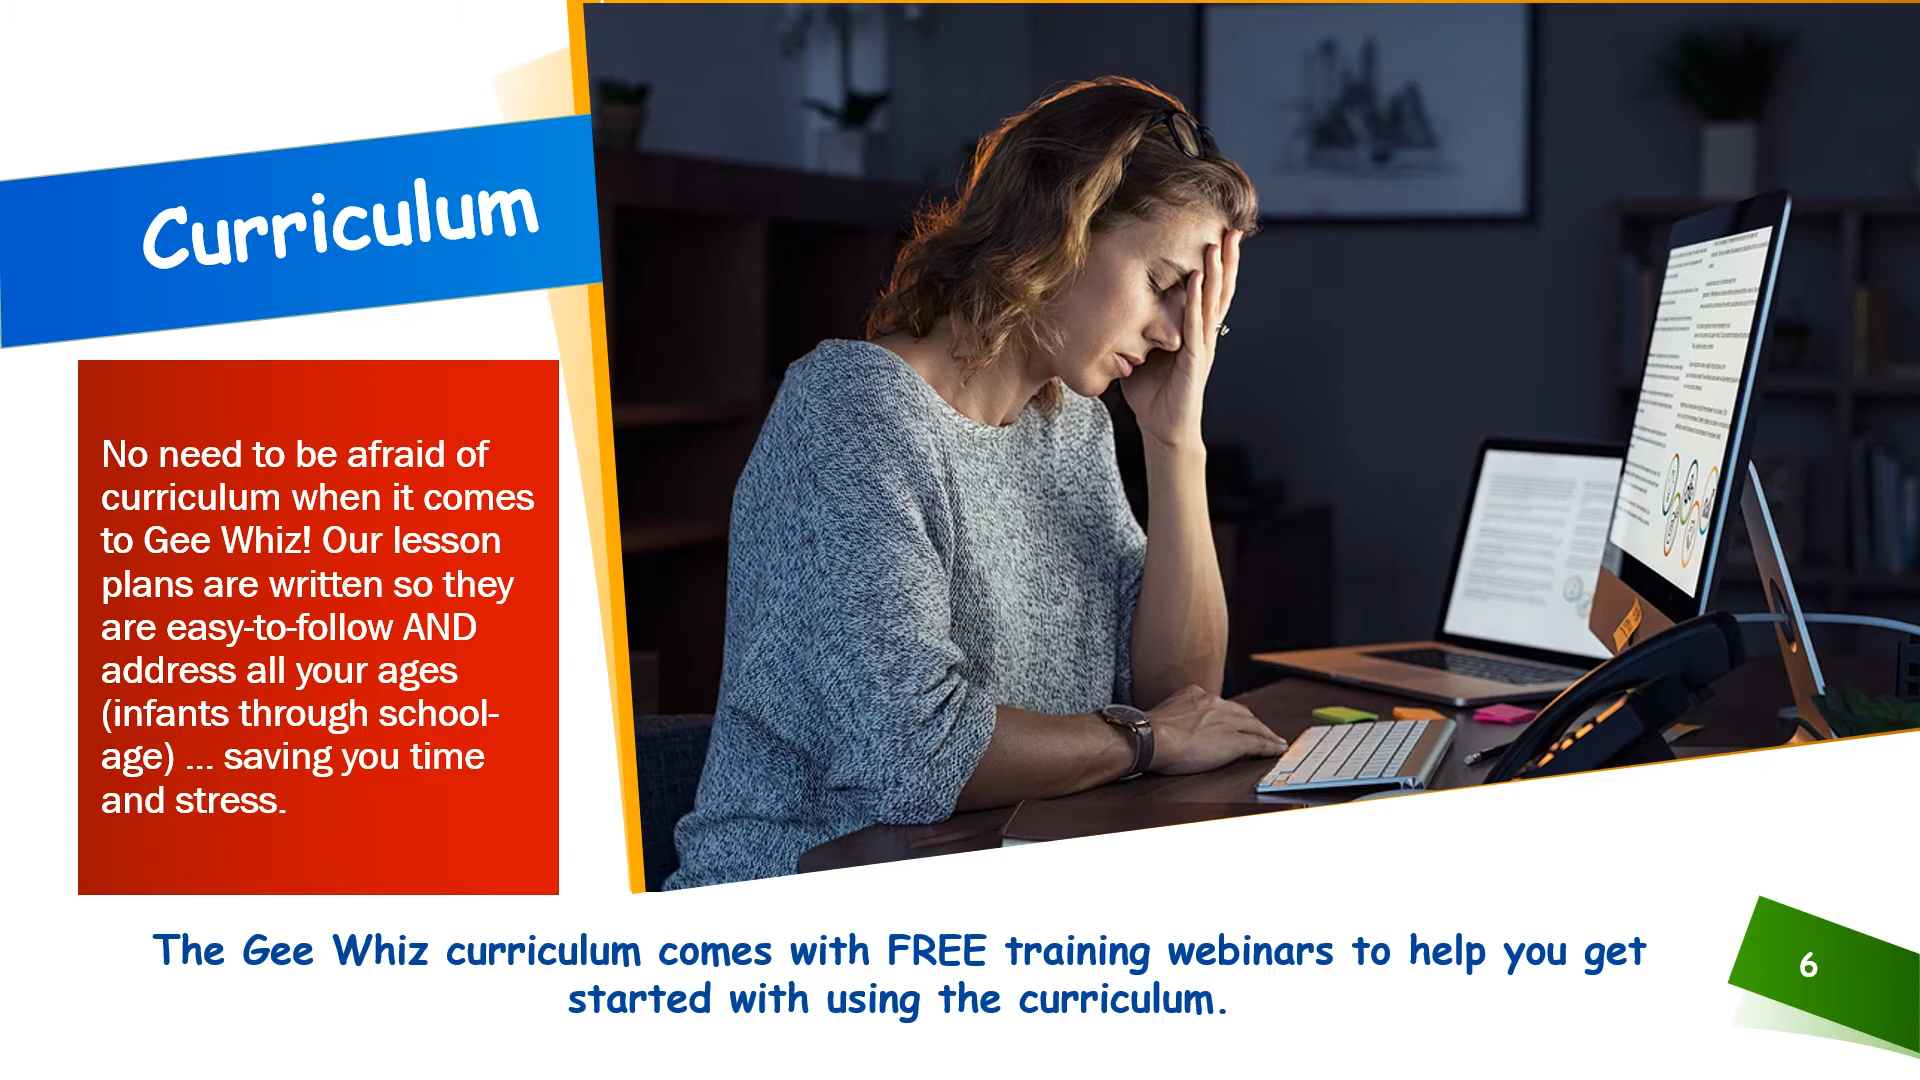 Curriculum
No need to be afraid of
curriculum when it comes
to Gee Whiz! Our lesson
plans are written so they
are easy-to-follow AND
address all your ages
(infants through school-
age) ... saving you time
and stress.
The Gee Whiz curriculum comes with FREE training webinars to help you get
started with using the curriculum.
6